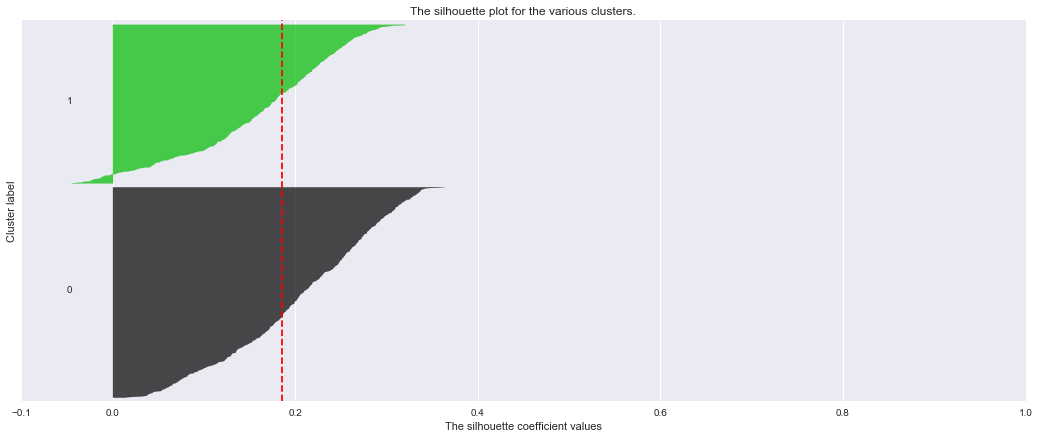 The silhouette plot for the various clusters.
1
0
Cluster label
−0.1 0.0 0.2 0.4 0.6 0.8 1.0
The silhouette coefficient values